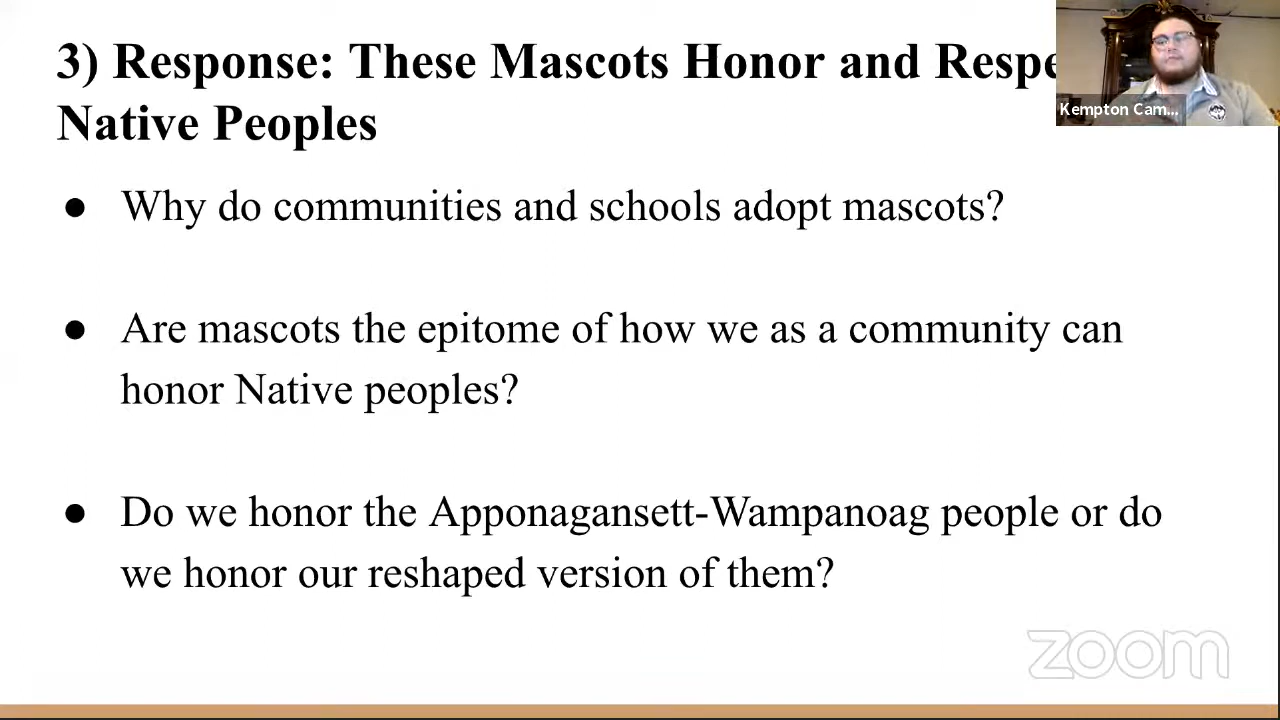 3) Response: These Mascots Honor and Respe
Native Peoples
Kempton Cam...
● Why do communities and schools adopt mascots?
● Are mascots the epitome of how we as a community can
honor Native peoples?
● Do we honor the Apponagansett-Wampanoag people or do
we honor our reshaped version of them?
zoom